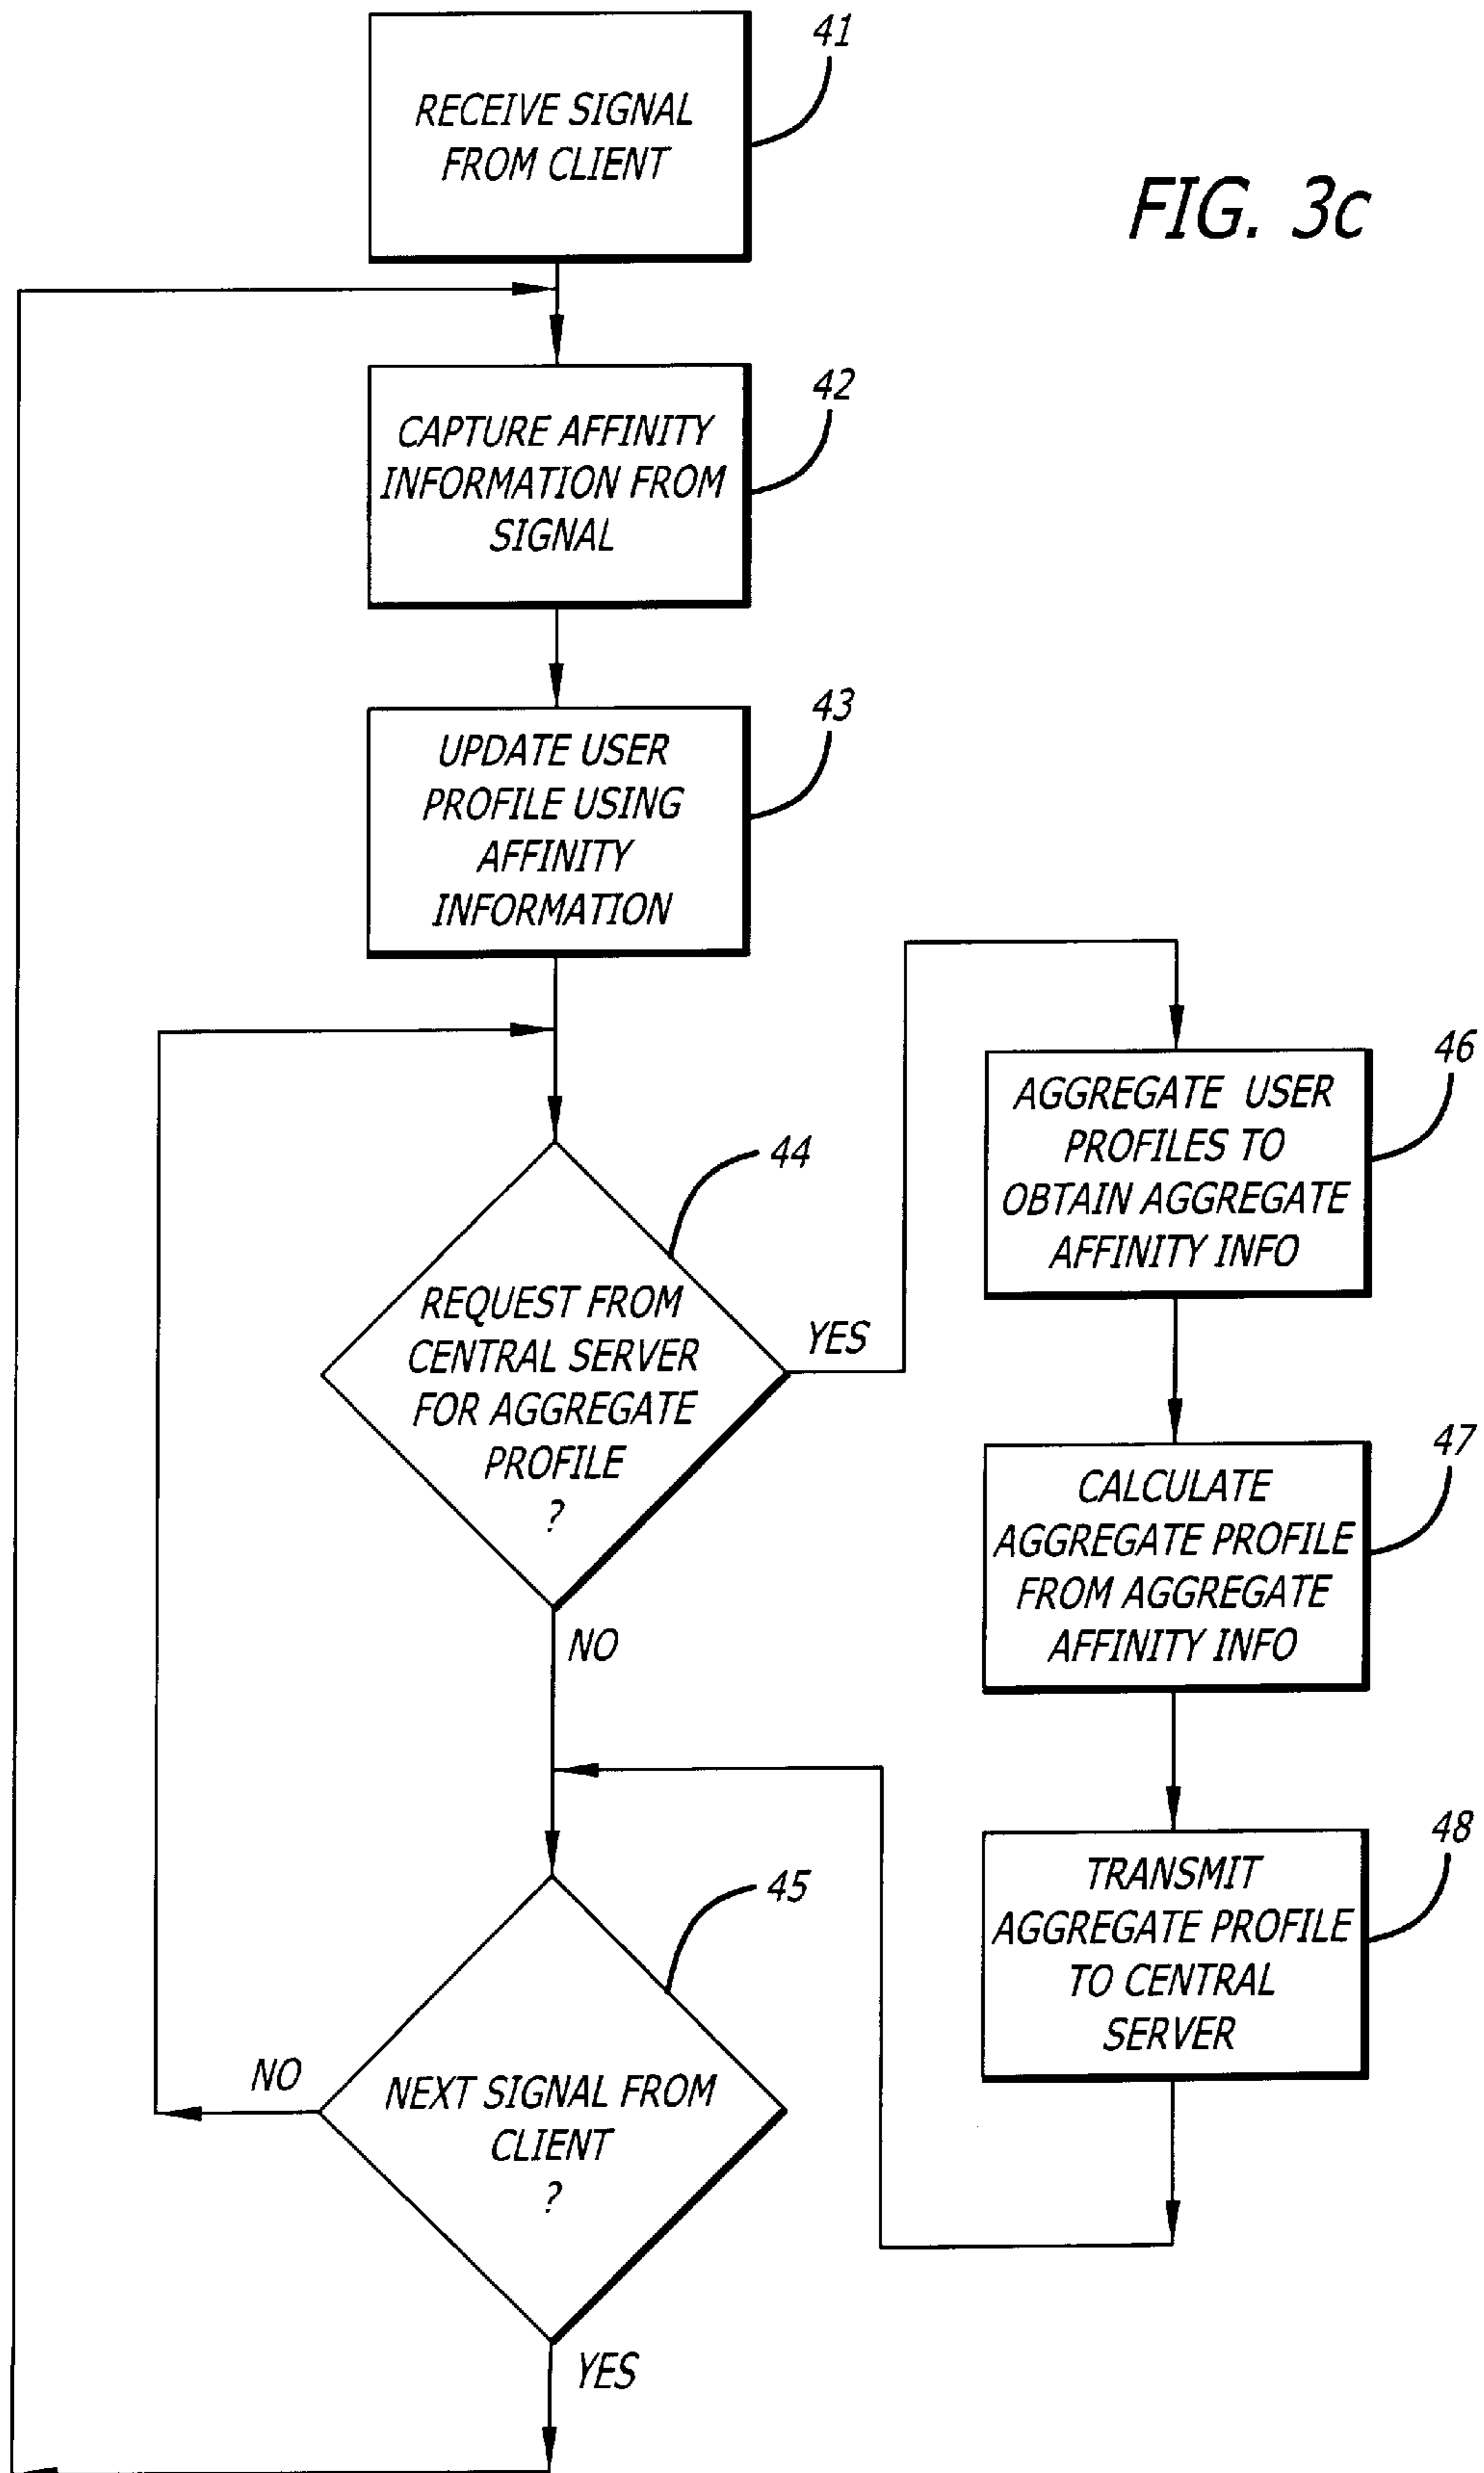 41
RECEIVE SIGNAL
FROM CLIENT
FIG. 3c
42
CAPTURE AFFINITY
INFORMATION FROM
SIGNAL
43
UPDATE USER
PROFILE USING
AFFINITY
INFORMATION
44
REQUEST FROM
CENTRAL SERVER
FOR AGGREGATE
PROFILE
?
YES
NO
46
AGGREGATE USER
PROFILES TO
OBTAIN AGGREGATE
AFFINITY INFO
47
CALCULATE
AGGREGATE PROFILE
FROM AGGREGATE
AFFINITY INFO
48
TRANSMIT
AGGREGATE PROFILE
TO CENTRAL
SERVER
45
NEXT SIGNAL FROM
CLIENT
?
NO
YES